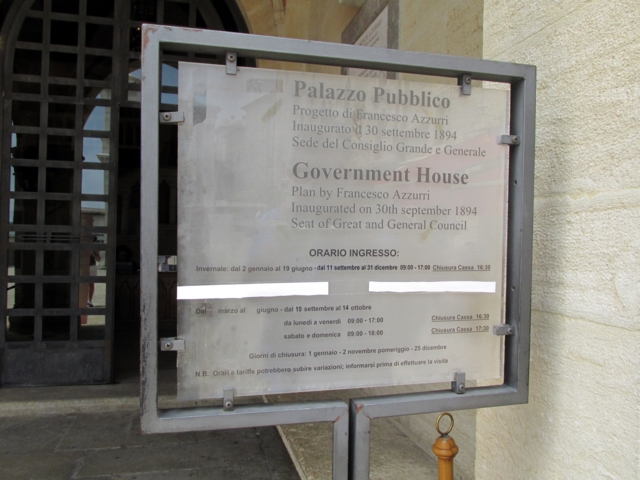 Palazzo Pubblico
Progetto di Francesco Azzurri
Inaugurato il 30 settembre 1894
Sede del Consiglio Grande e Generale
Government House
Plan by Francesco Azzurri
Inaugurated on 30th september 1894
Seat of Great and General Council
ORARIO INGRESSO:
Invernale: dal 2 gennaio al 19 giugno - dal 11 settembre al 31 dicembre 09:00 - 17:00 Chiusura Cassa 16:30
Dal marzo al giugno - dal 10 settembre al 14 ottobre
da lunedì a venerdì 09:00 - 17:00 Chiusura Cassa 16:30
sabato e domenica 09:00 - 18:00 Chiusura Cassa 17:30
Giorni di chiusura: 1 gennaio - 2 novembre pomeriggio - 25 dicembre
N.B. Orari e tariffe potrebbero subire variazioni; informarsi prima di effettuare la visita